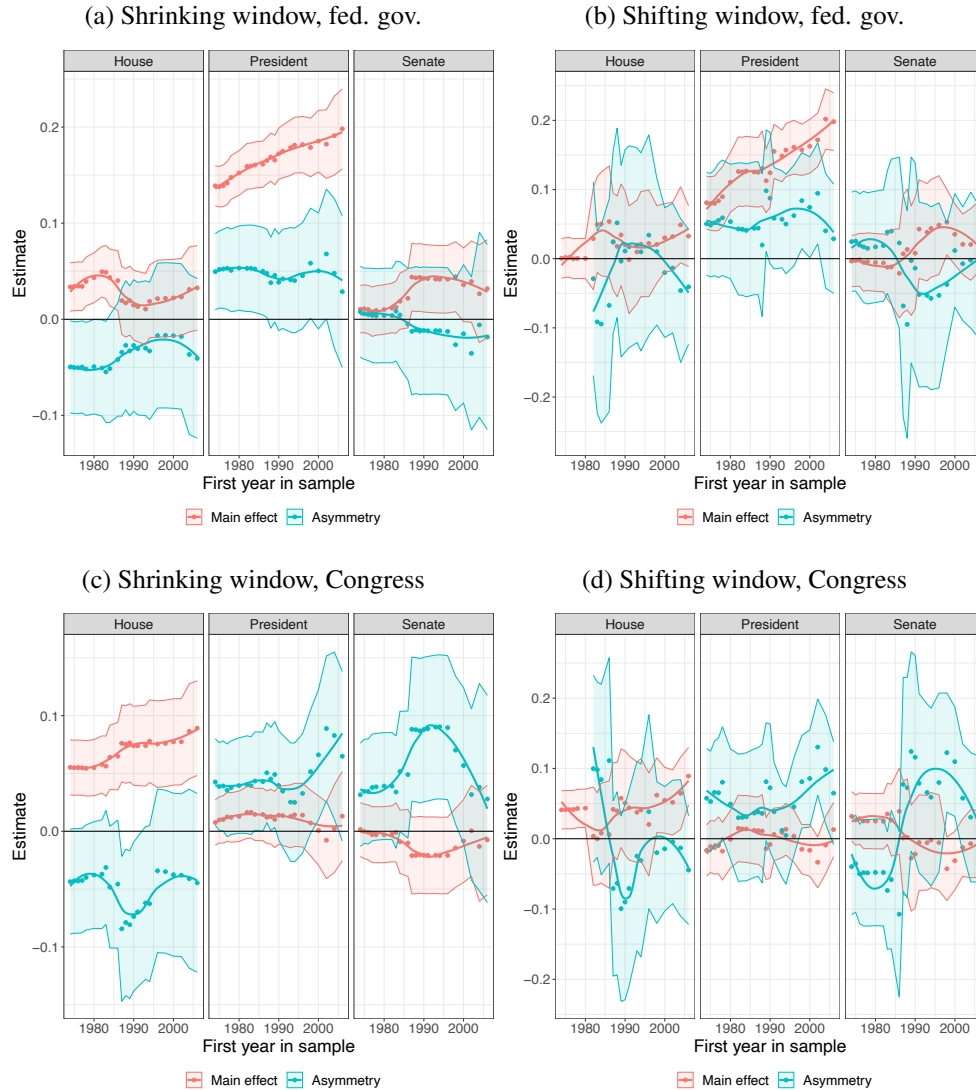 (a) Shrinking window, fed. gov.
House President Senate
Estimate
0.2
0.1
0.0
−0.1
1980 1990 2000 1980 1990 2000 1980 1990 2000
First year in sample
Main effect Asymmetry
(b) Shifting window, fed. gov.
House President Senate
Estimate
0.2
0.1
0.0
−0.1
−0.2
1980 1990 2000 1980 1990 2000 1980 1990 2000
First year in sample
Main effect Asymmetry
(c) Shrinking window, Congress
House President Senate
Estimate
0.1
0.0
−0.1
1980 1990 2000 1980 1990 2000 1980 1990 2000
First year in sample
Main effect Asymmetry
(d) Shifting window, Congress
House President Senate
Estimate
0.2
0.1
0.0
−0.1
−0.2
1980 1990 2000 1980 1990 2000 1980 1990 2000
First year in sample
Main effect Asymmetry